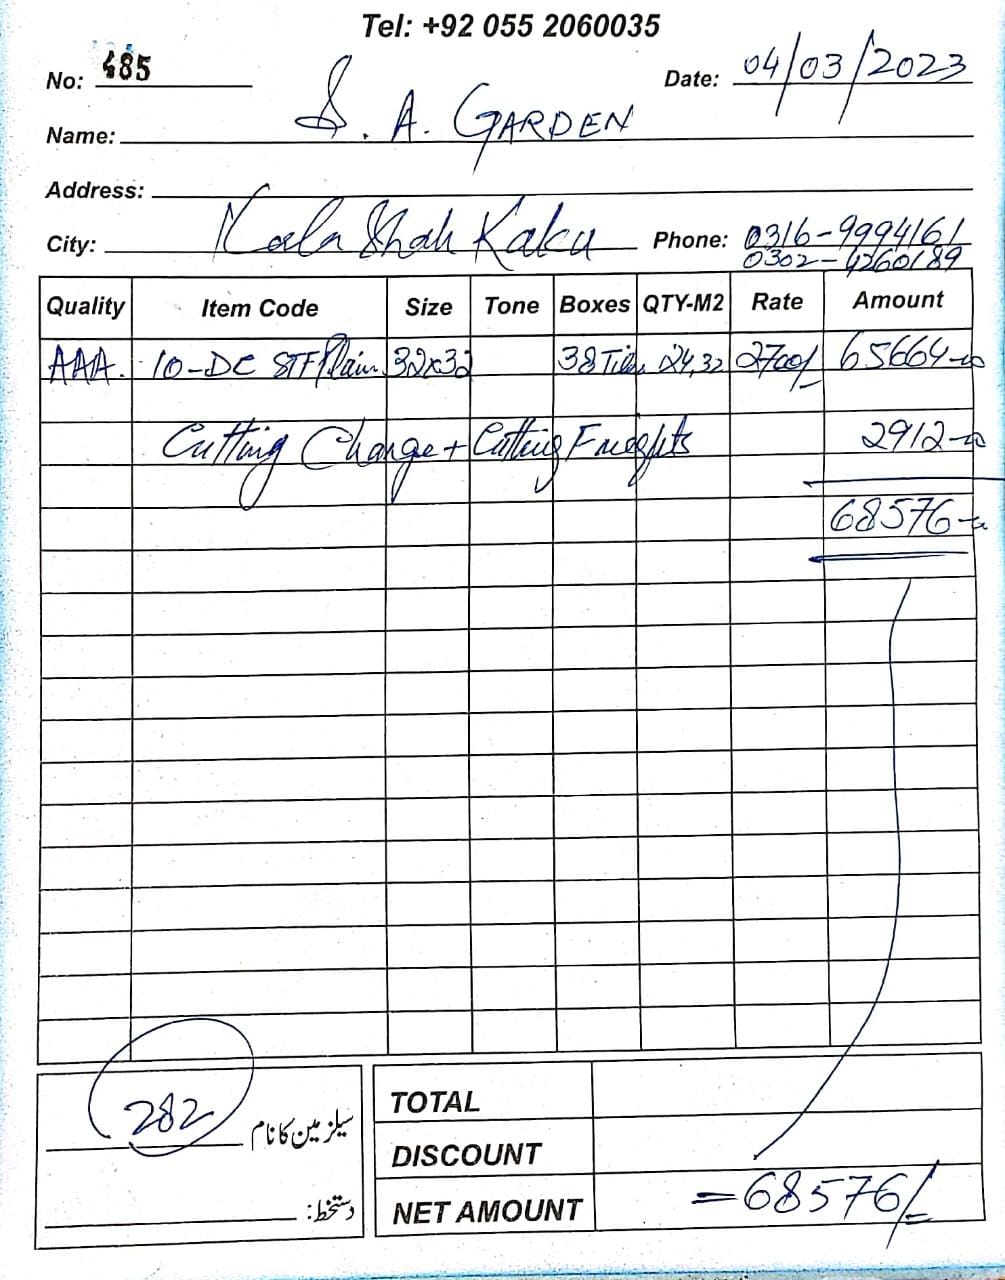 Tel: +92 055 2060035
No: 485 Date: 04/03/2023
Name: S. A. GARDEN
Address:
City: Kala Shah Kaku Phone: 0316-9994161
0302-4260189
Quality Item Code Size Tone Boxes QTY-M2 Rate Amount
AAA. 10-DC STF Plain 32x32 38 Tiles 24,32 2700/- 65664-00
Cutting Charge + Cutting Freights 2912-00
68576-00
282 سیلز مین کا نام
دستخط:
TOTAL
DISCOUNT
NET AMOUNT =68576/=